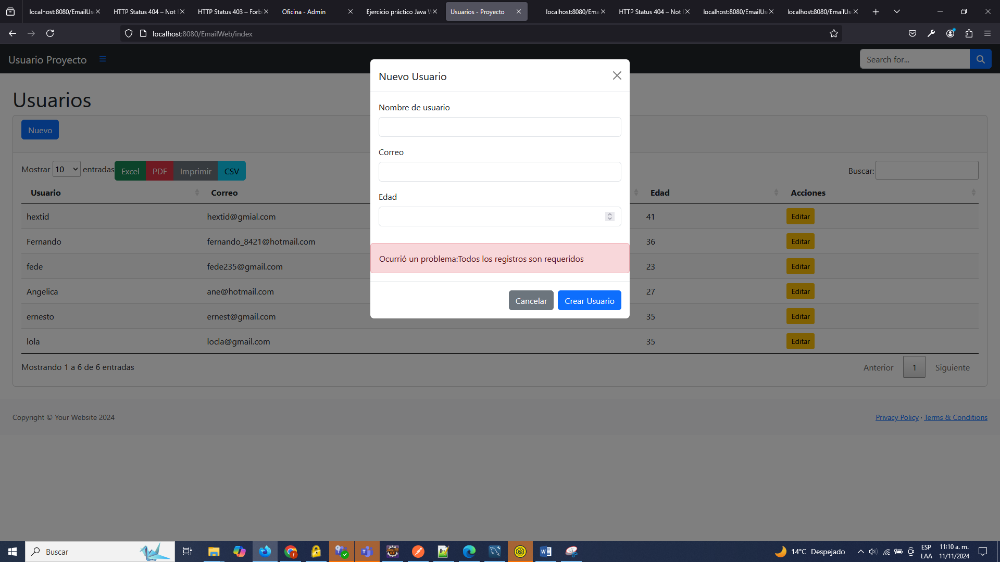 localhost:8080/EmailUs
HTTP Status 404 – Not
HTTP Status 403 – Forb
Oficina - Admin
Ejercicio práctico Java W
Usuarios - Proyecto
localhost:8080/Ema
HTTP Status 404 – Not
localhost:8080/EmailUs
localhost:8080/EmailUs
localhost:8080/EmailWeb/index
Usuario Proyecto
Search for...
Usuarios
Nuevo
Mostrar 10 entradas
Excel PDF Imprimir CSV
Buscar:
Usuario Correo Edad Acciones
hextid hextid@gmial.com 41 Editar
Fernando fernando_8421@hotmail.com 36 Editar
fede fede235@gmail.com 23 Editar
Angelica ane@hotmail.com 27 Editar
ernesto ernest@gmail.com 35 Editar
lola locla@gmail.com 35 Editar
Mostrando 1 a 6 de 6 entradas
Anterior 1 Siguiente
Nuevo Usuario
Nombre de usuario
Correo
Edad
Ocurrió un problema:Todos los registros son requeridos
Cancelar Crear Usuario
Copyright © Your Website 2024
Privacy Policy · Terms & Conditions
Buscar
14°C Despejado
ESP
LAA
11:10 a. m.
11/11/2024